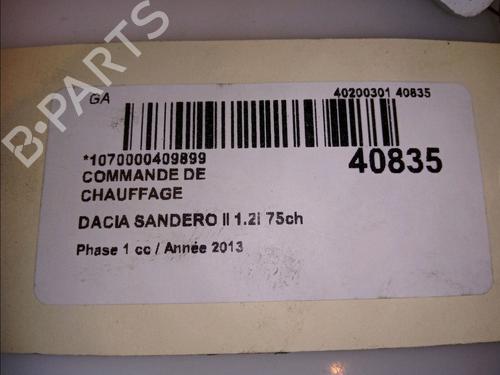 GA
40200301 40835
*1070000409899
40835
COMMANDE DE
CHAUFFAGE
DACIA SANDERO II 1.2i 75ch
Phase 1 cc / Année 2013
B-PARTS